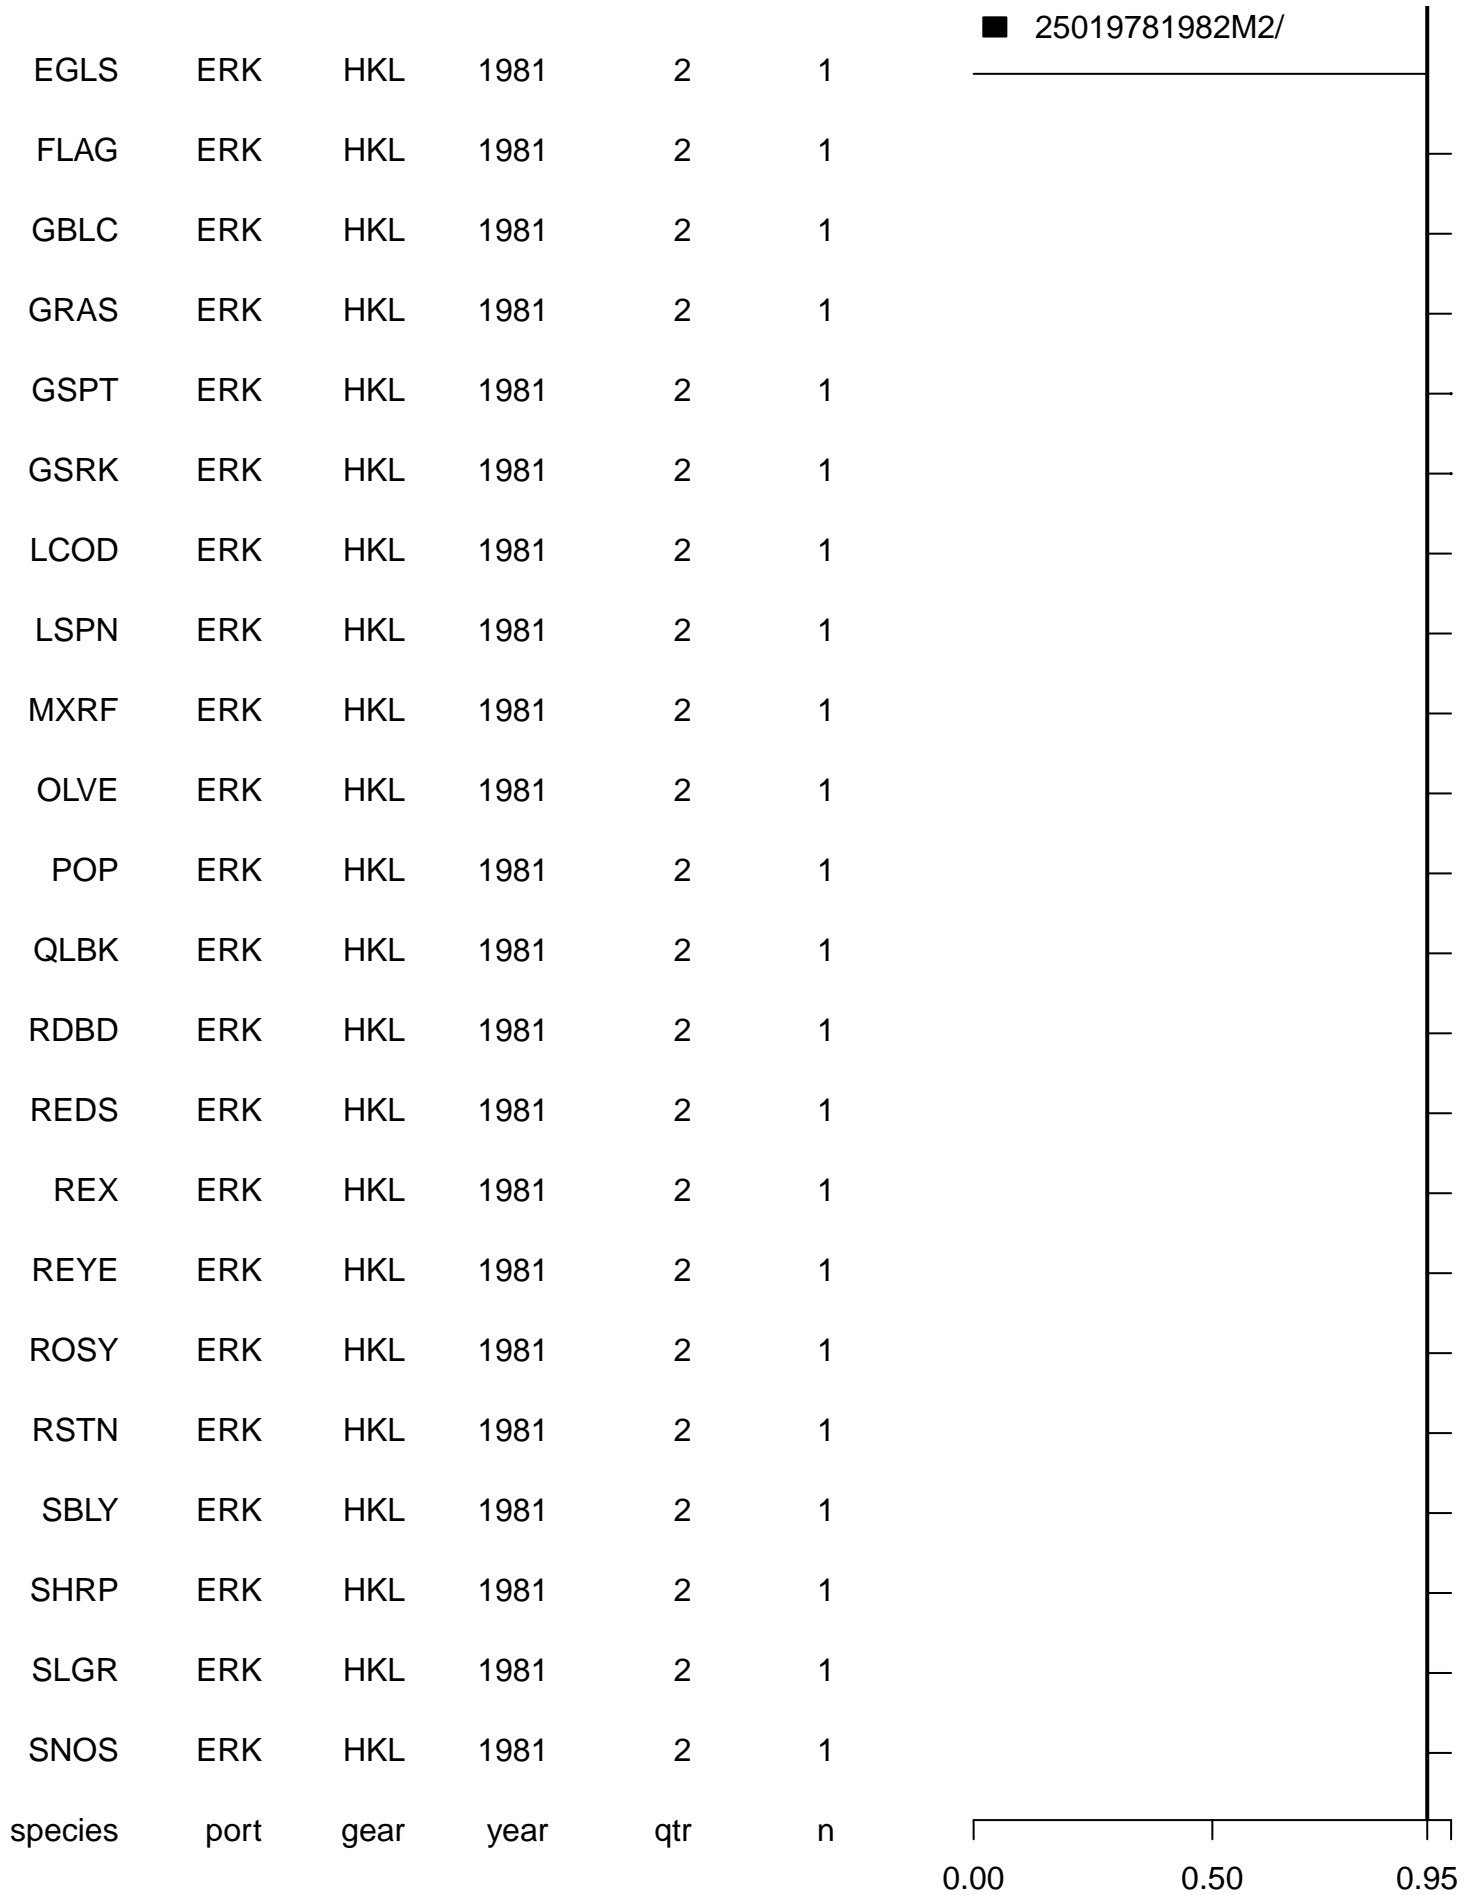 25019781982M2/
EGLS ERK HKL 1981 2 1
FLAG ERK HKL 1981 2 1
GBLC ERK HKL 1981 2 1
GRAS ERK HKL 1981 2 1
GSPT ERK HKL 1981 2 1
GSRK ERK HKL 1981 2 1
LCOD ERK HKL 1981 2 1
LSPN ERK HKL 1981 2 1
MXRF ERK HKL 1981 2 1
OLVE ERK HKL 1981 2 1
POP ERK HKL 1981 2 1
QLBK ERK HKL 1981 2 1
RDBD ERK HKL 1981 2 1
REDS ERK HKL 1981 2 1
REX ERK HKL 1981 2 1
REYE ERK HKL 1981 2 1
ROSY ERK HKL 1981 2 1
RSTN ERK HKL 1981 2 1
SBLY ERK HKL 1981 2 1
SHRP ERK HKL 1981 2 1
SLGR ERK HKL 1981 2 1
SNOS ERK HKL 1981 2 1
species port gear year qtr n
0.00 0.50 0.95